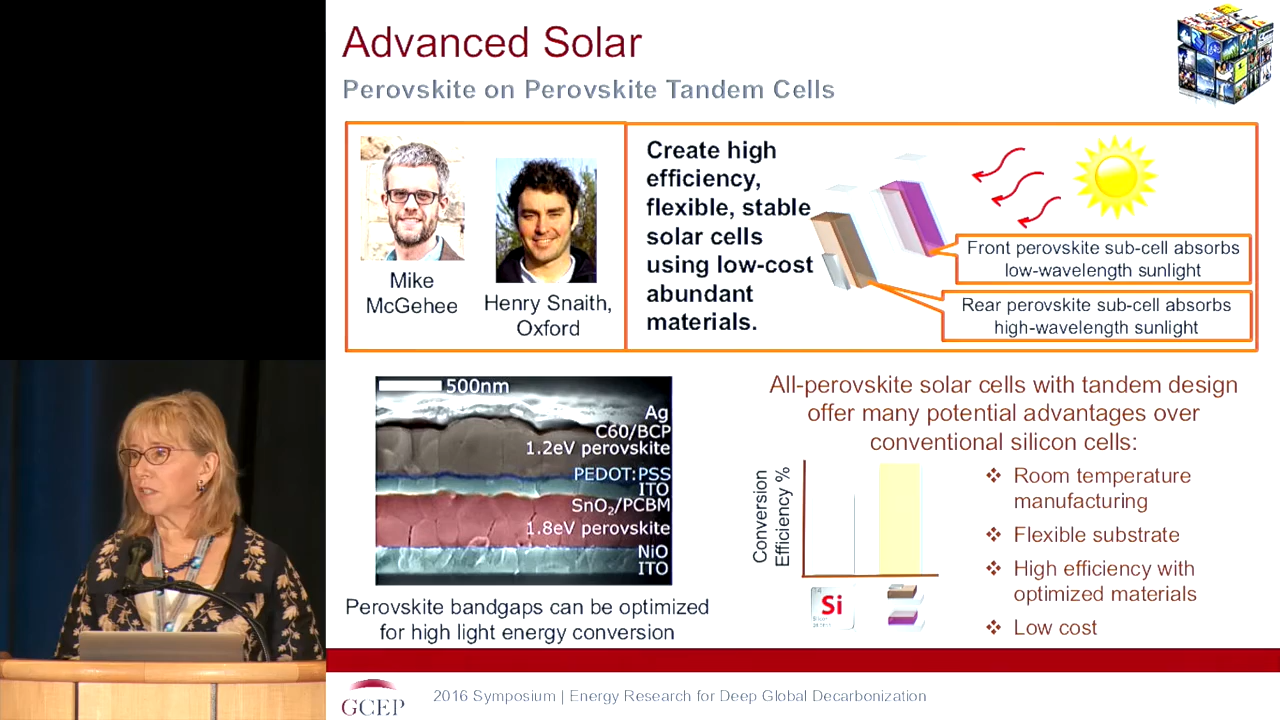 Advanced Solar
Perovskite on Perovskite Tandem Cells
Mike
McGehee
Henry Snaith,
Oxford
Create high
efficiency,
flexible, stable
solar cells
using low-cost
abundant
materials.
Front perovskite sub-cell absorbs
low-wavelength sunlight
Rear perovskite sub-cell absorbs
high-wavelength sunlight
500nm
Ag
C60/BCP
1.2eV perovskite
PEDOT:PSS
ITO
SnO₂/PCBM
1.8eV perovskite
NiO
ITO
Perovskite bandgaps can be optimized
for high light energy conversion
All-perovskite solar cells with tandem design
offer many potential advantages over
conventional silicon cells:
Conversion
Efficiency %
14
Si
Silicon
❖ Room temperature
manufacturing
❖ Flexible substrate
❖ High efficiency with
optimized materials
❖ Low cost
GCEP
2016 Symposium | Energy Research for Deep Global Decarbonization